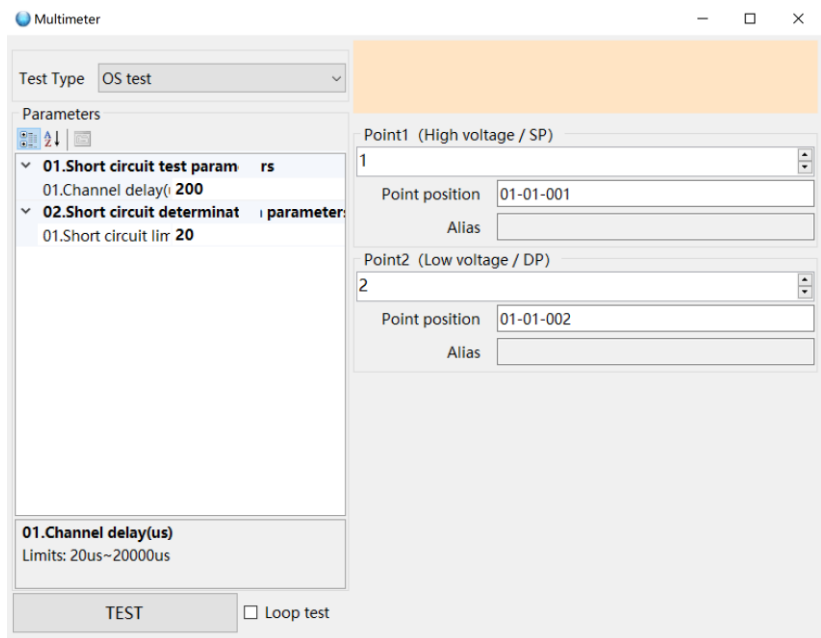 Multimeter
Test Type OS test
Parameters
01.Short circuit test param rs
01.Channel delay( 200
02.Short circuit determinat parameter
01.Short circuit lim 20
01.Channel delay(us)
Limits: 20us~20000us
TEST Loop test
Point1 (High voltage / SP)
1
Point position 01-01-001
Alias
Point2 (Low voltage / DP)
2
Point position 01-01-002
Alias